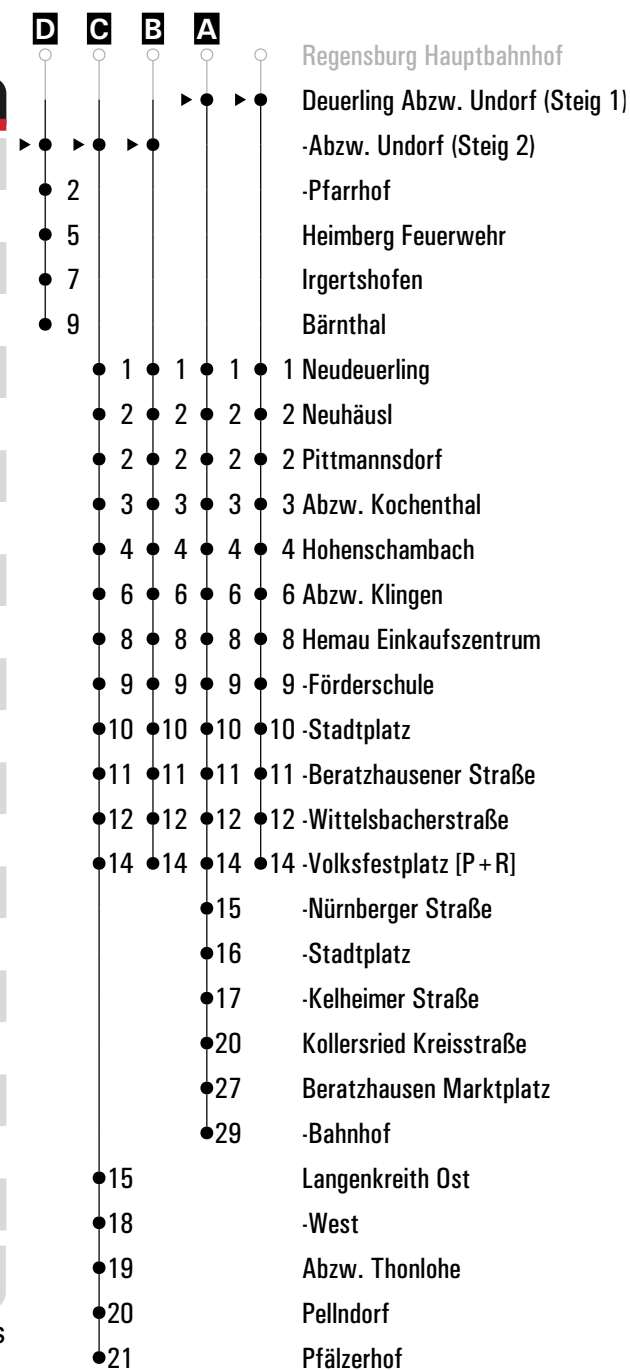 D C B A
Regensburg Hauptbahnhof
Deuerling Abzw. Undorf (Steig 1)
-Abzw. Undorf (Steig 2)
2 -Pfarrhof
5 Heimberg Feuerwehr
7 Irgertshofen
9 Bärnthal
1 1 1 1 Neudeuerling
2 2 2 2 Neuhäusl
2 2 2 2 Pittmannsdorf
3 3 3 3 Abzw. Kochenthal
4 4 4 4 Hohenschambach
6 6 6 6 Abzw. Klingen
8 8 8 8 Hemau Einkaufszentrum
9 9 9 9 -Förderschule
10 10 10 10 -Stadtplatz
11 11 11 11 -Beratzhausener Straße
12 12 12 12 -Wittelsbacherstraße
14 14 14 14 -Volksfestplatz [P+R]
15 -Nürnberger Straße
16 -Stadtplatz
17 -Kelheimer Straße
20 Kollersried Kreisstraße
27 Beratzhausen Marktplatz
29 -Bahnhof
15 Langenkreith Ost
18 -West
19 Abzw. Thonlohe
20 Pellndorf
21 Pfälzerhof